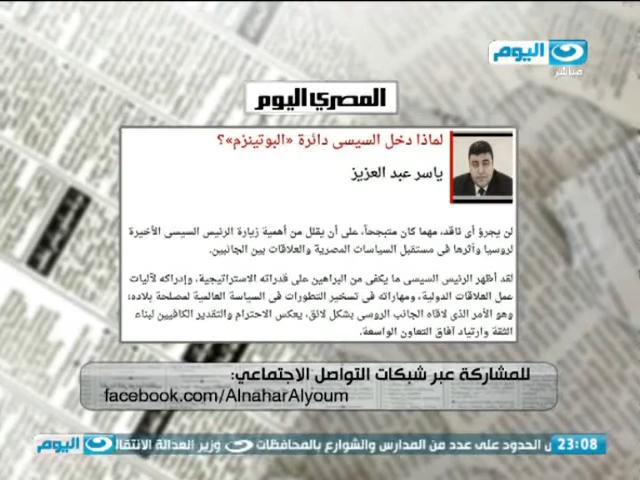 اليوم
مباشر
المصري اليوم
لماذا دخل السيسى دائرة «البوتينزم»؟
ياسر عبد العزيز
لن يجرؤ أى ناقد، مهما كان متبجحاً، على أن يقلل من أهمية زيارة الرئيس السيسى الأخيرة
لروسيا وأثرها فى مستقبل السياسات المصرية والعلاقات بين الجانبين.
لقد أظهر الرئيس السيسى ما يكفى من البراهين على قدراته الاستراتيجية، وإدراكه لآليات
عمل العلاقات الدولية، ومهاراته فى تسخير التطورات فى السياسة العالمية لمصلحة بلاده؛
وهو الأمر الذى لاقاه الجانب الروسى بشكل لائق، يعكس الاحترام والتقدير الكافيين لبناء
الثقة وارتياد آفاق التعاون الواسعة.
للمشاركة عبر شبكات التواصل الاجتماعي:
facebook.com/AlnaharAlyoum
23:08 الحدود على عدد من المدارس والشوارع بالمحافظات وزير العدالة الانتقال اليوم